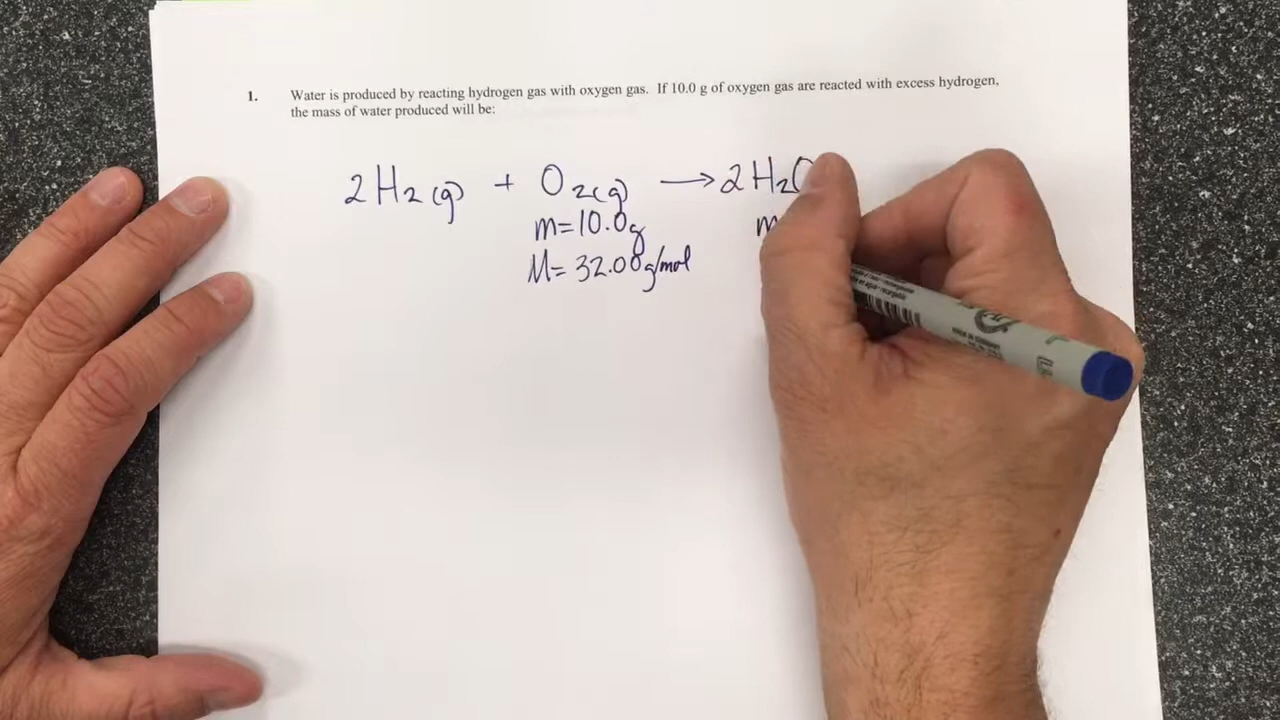 1. Water is produced by reacting hydrogen gas with oxygen gas. If 10.0 g of oxygen gas are reacted with excess hydrogen,
the mass of water produced will be:
2H₂(g) + O₂(g) → 2H₂O
m=10.0g m
M= 32.00g/mol